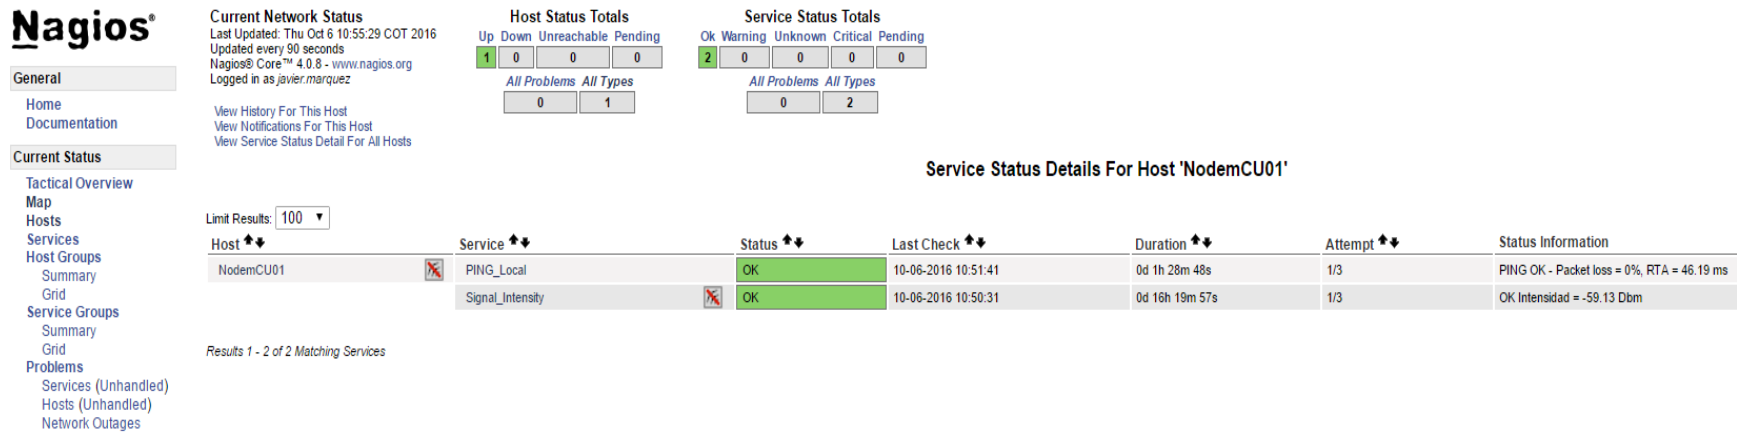 Nagios®
General
Home
Documentation
Current Status
Tactical Overview
Map
Hosts
Services
Host Groups
Summary
Grid
Service Groups
Summary
Grid
Problems
Services (Unhandled)
Hosts (Unhandled)
Network Outages
Current Network Status
Last Updated: Thu Oct 6 10:55:29 COT 2016
Updated every 90 seconds
Nagios® Core™ 4.0.8 - www.nagios.org
Logged in as javier.marquez
View History For This Host
View Notifications For This Host
View Service Status Detail For All Hosts
Host Status Totals
Up Down Unreachable Pending
1 0 0 0
All Problems All Types
0 1
Service Status Totals
Ok Warning Unknown Critical Pending
2 0 0 0 0
All Problems All Types
0 2
Service Status Details For Host 'NodemCU01'
Limit Results: 100
Host Service Status Last Check Duration Attempt Status Information
NodemCU01 PING_Local OK 10-06-2016 10:51:41 0d 1h 28m 48s 1/3 PING OK - Packet loss = 0%, RTA = 46.19 ms
Signal_Intensity OK 10-06-2016 10:50:31 0d 16h 19m 57s 1/3 OK Intensidad = -59.13 Dbm
Results 1 - 2 of 2 Matching Services